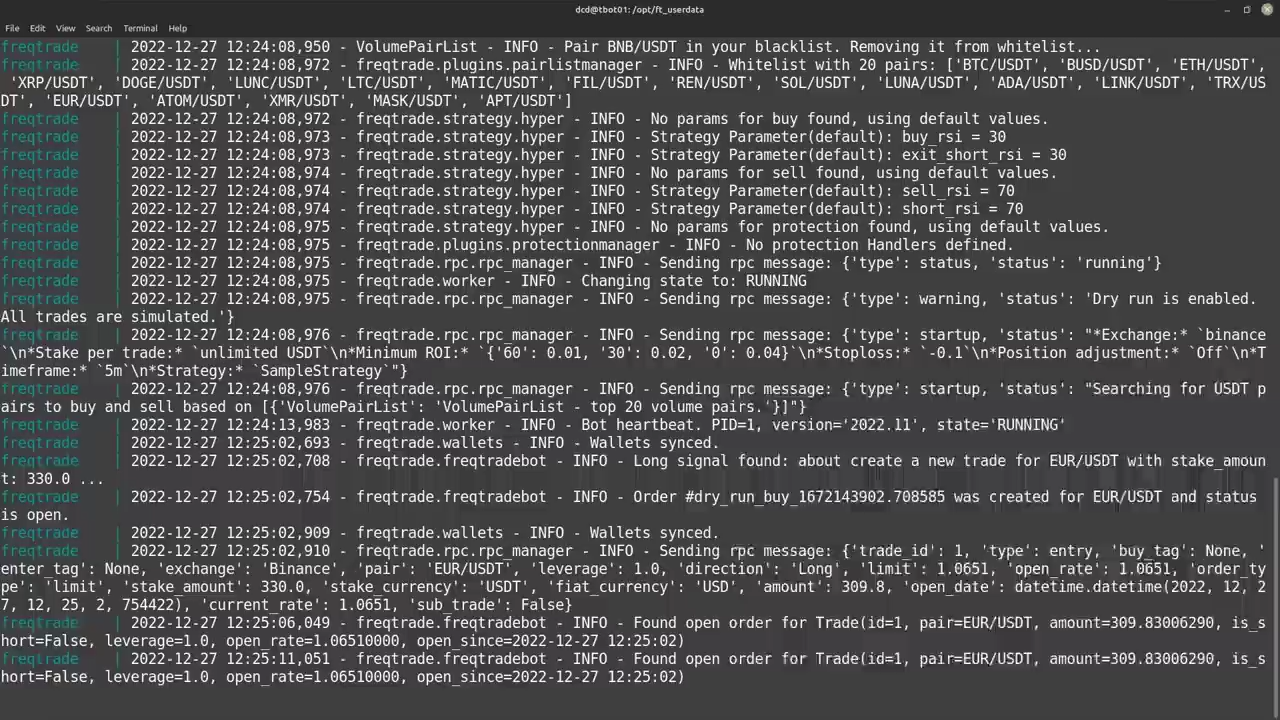 dcd@tbot01: /opt/ft_userdata
File Edit View Search Terminal Help
freqtrade | 2022-12-27 12:24:08,950 - VolumePairList - INFO - Pair BNB/USDT in your blacklist. Removing it from whitelist...
freqtrade | 2022-12-27 12:24:08,972 - freqtrade.plugins.pairlistmanager - INFO - Whitelist with 20 pairs: ['BTC/USDT', 'BUSD/USDT', 'ETH/USDT',
'XRP/USDT', 'DOGE/USDT', 'LUNC/USDT', 'LTC/USDT', 'MATIC/USDT', 'FIL/USDT', 'REN/USDT', 'SOL/USDT', 'LUNA/USDT', 'ADA/USDT', 'LINK/USDT', 'TRX/US
DT', 'EUR/USDT', 'ATOM/USDT', 'XMR/USDT', 'MASK/USDT', 'APT/USDT']
freqtrade | 2022-12-27 12:24:08,972 - freqtrade.strategy.hyper - INFO - No params for buy found, using default values.
freqtrade | 2022-12-27 12:24:08,973 - freqtrade.strategy.hyper - INFO - Strategy Parameter(default): buy_rsi = 30
freqtrade | 2022-12-27 12:24:08,973 - freqtrade.strategy.hyper - INFO - Strategy Parameter(default): exit_short_rsi = 30
freqtrade | 2022-12-27 12:24:08,974 - freqtrade.strategy.hyper - INFO - No params for sell found, using default values.
freqtrade | 2022-12-27 12:24:08,974 - freqtrade.strategy.hyper - INFO - Strategy Parameter(default): sell_rsi = 70
freqtrade | 2022-12-27 12:24:08,974 - freqtrade.strategy.hyper - INFO - Strategy Parameter(default): short_rsi = 70
freqtrade | 2022-12-27 12:24:08,975 - freqtrade.strategy.hyper - INFO - No params for protection found, using default values.
freqtrade | 2022-12-27 12:24:08,975 - freqtrade.plugins.protectionmanager - INFO - No protection Handlers defined.
freqtrade | 2022-12-27 12:24:08,975 - freqtrade.rpc.rpc_manager - INFO - Sending rpc message: {'type': status, 'status': 'running'}
freqtrade | 2022-12-27 12:24:08,975 - freqtrade.worker - INFO - Changing state to: RUNNING
freqtrade | 2022-12-27 12:24:08,975 - freqtrade.rpc.rpc_manager - INFO - Sending rpc message: {'type': warning, 'status': 'Dry run is enabled.
All trades are simulated.'}
freqtrade | 2022-12-27 12:24:08,976 - freqtrade.rpc.rpc_manager - INFO - Sending rpc message: {'type': startup, 'status': "*Exchange:* `binance
`\n*Stake per trade:* `unlimited USDT`\n*Minimum ROI:* `{'60': 0.01, '30': 0.02, '0': 0.04}`\n*Stoploss:* `-0.1`\n*Position adjustment:* `Off`\n*T
imeframe:* `5m`\n*Strategy:* `SampleStrategy`"}
freqtrade | 2022-12-27 12:24:08,976 - freqtrade.rpc.rpc_manager - INFO - Sending rpc message: {'type': startup, 'status': "Searching for USDT p
airs to buy and sell based on [{'VolumePairList': 'VolumePairList - top 20 volume pairs.'}]"}
freqtrade | 2022-12-27 12:24:13,983 - freqtrade.worker - INFO - Bot heartbeat. PID=1, version='2022.11', state='RUNNING'
freqtrade | 2022-12-27 12:25:02,693 - freqtrade.wallets - INFO - Wallets synced.
freqtrade | 2022-12-27 12:25:02,708 - freqtrade.freqtradebot - INFO - Long signal found: about create a new trade for EUR/USDT with stake_amoun
t: 330.0 ...
freqtrade | 2022-12-27 12:25:02,754 - freqtrade.freqtradebot - INFO - Order #dry_run_buy_1672143902.708585 was created for EUR/USDT and status
is open.
freqtrade | 2022-12-27 12:25:02,909 - freqtrade.wallets - INFO - Wallets synced.
freqtrade | 2022-12-27 12:25:02,910 - freqtrade.rpc.rpc_manager - INFO - Sending rpc message: {'trade_id': 1, 'type': entry, 'buy_tag': None, '
enter_tag': None, 'exchange': 'Binance', 'pair': 'EUR/USDT', 'leverage': 1.0, 'direction': 'Long', 'limit': 1.0651, 'open_rate': 1.0651, 'order_ty
pe': 'limit', 'stake_amount': 330.0, 'stake_currency': 'USDT', 'fiat_currency': 'USD', 'amount': 309.8, 'open_date': datetime.datetime(2022, 12, 2
7, 12, 25, 2, 754422), 'current_rate': 1.0651, 'sub_trade': False}
freqtrade | 2022-12-27 12:25:06,049 - freqtrade.freqtradebot - INFO - Found open order for Trade(id=1, pair=EUR/USDT, amount=309.83006290, is_s
hort=False, leverage=1.0, open_rate=1.06510000, open_since=2022-12-27 12:25:02)
freqtrade | 2022-12-27 12:25:11,051 - freqtrade.freqtradebot - INFO - Found open order for Trade(id=1, pair=EUR/USDT, amount=309.83006290, is_s
hort=False, leverage=1.0, open_rate=1.06510000, open_since=2022-12-27 12:25:02)